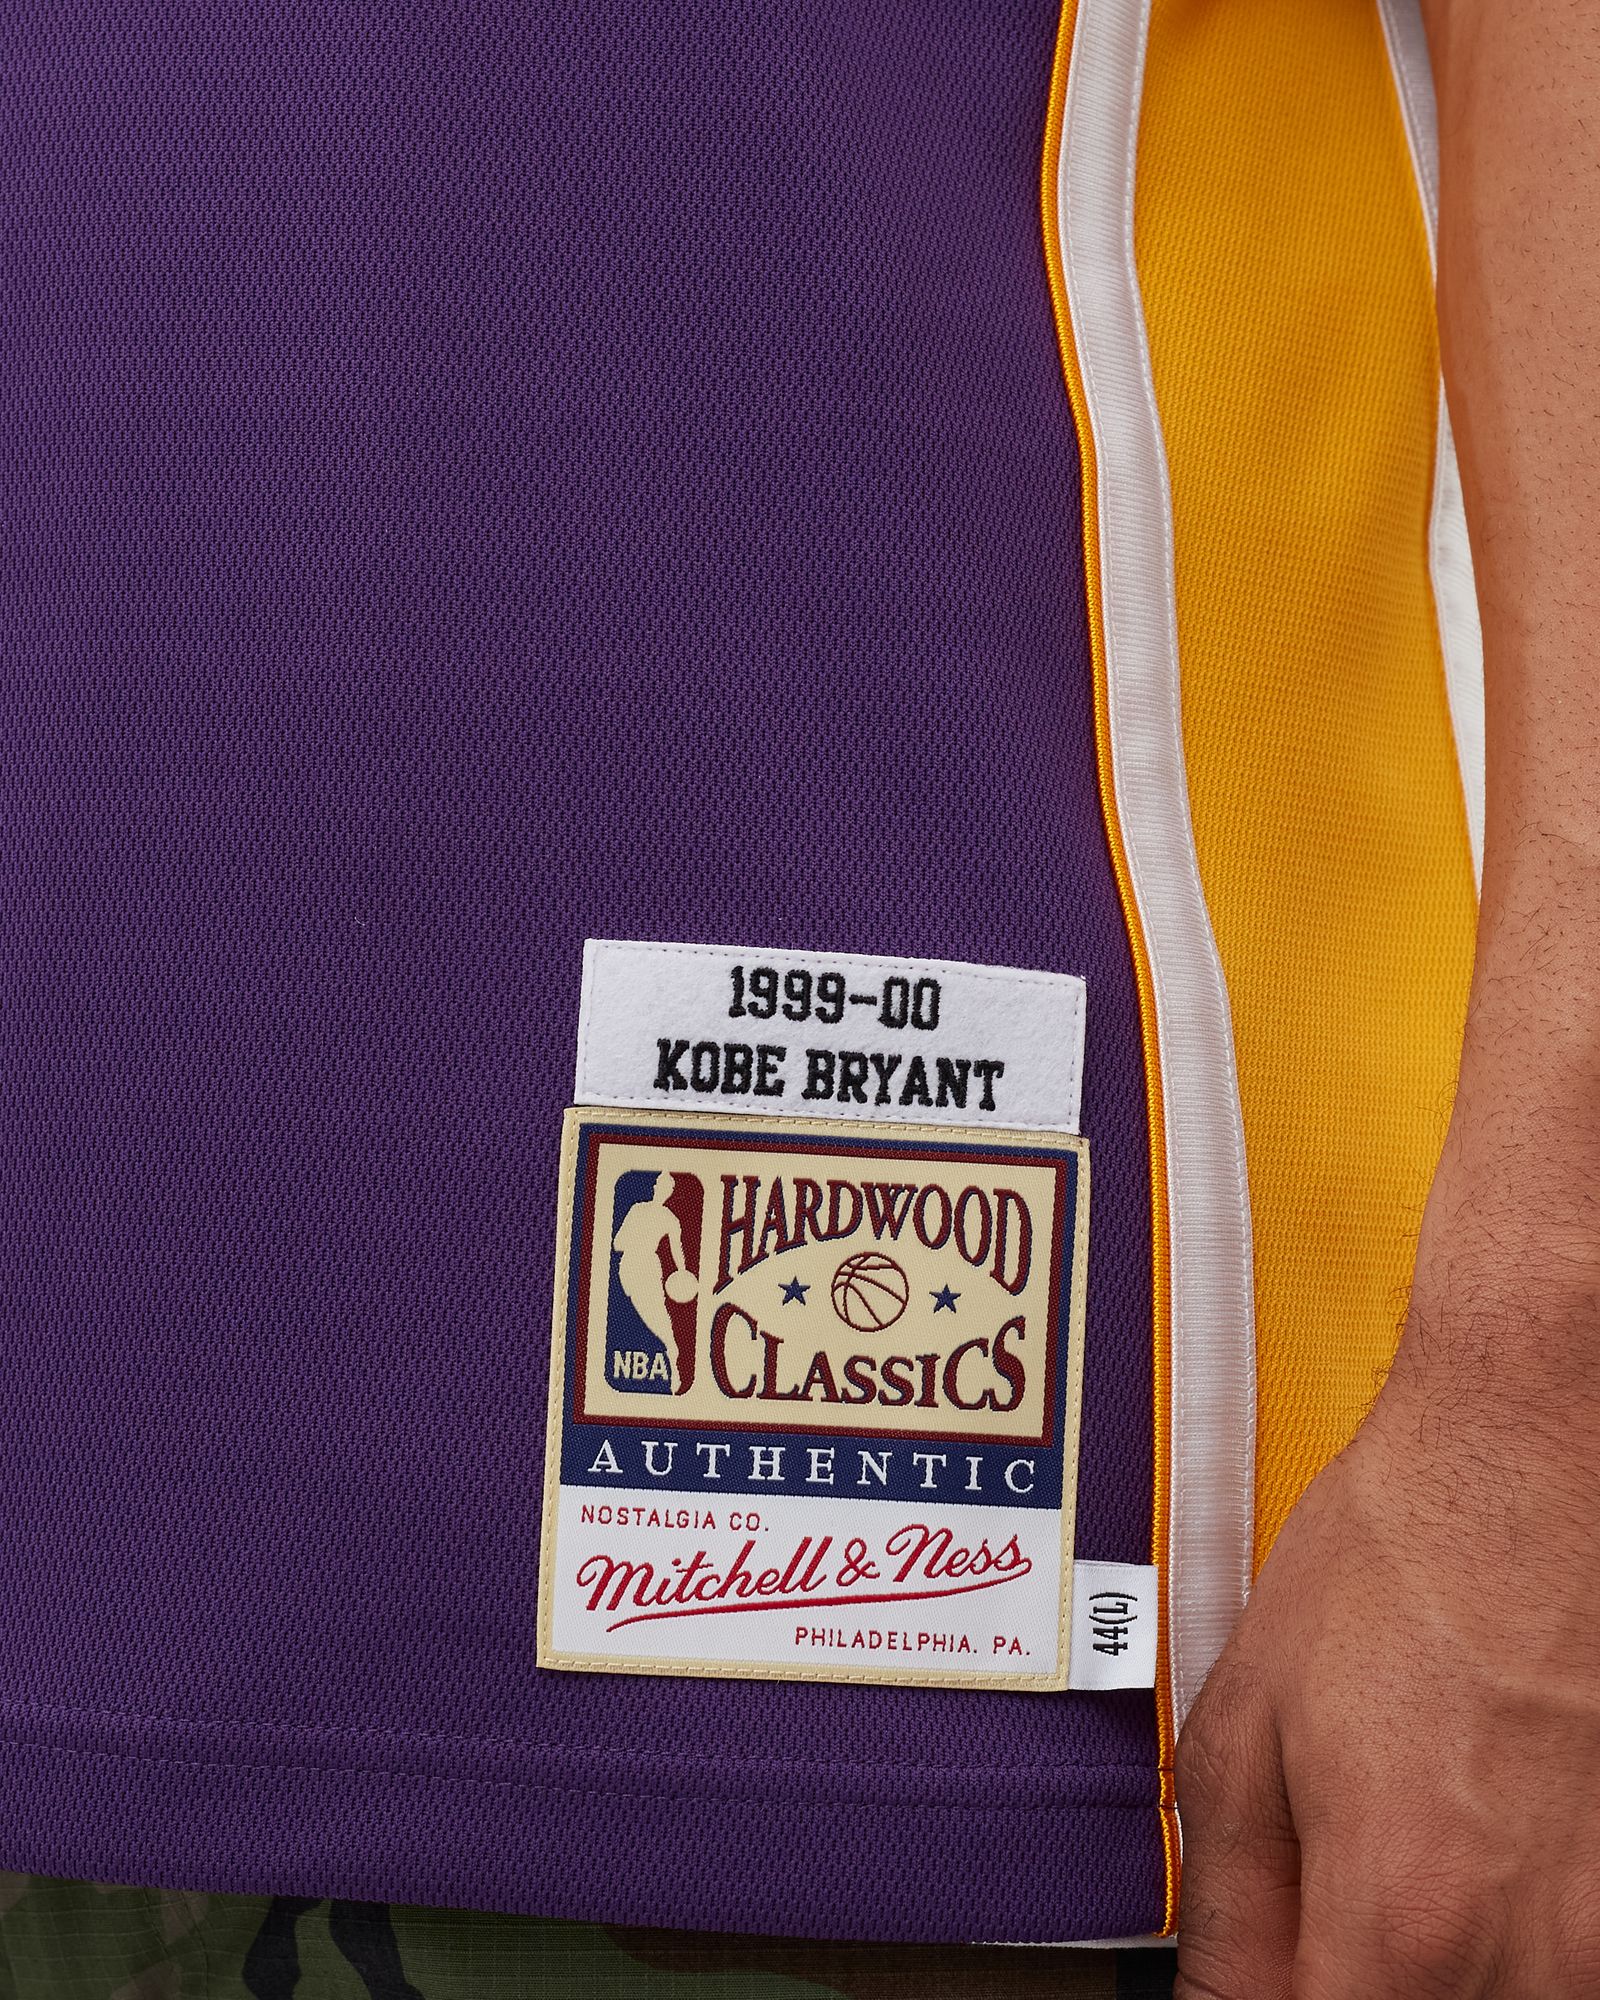 1999-00
KOBE BRYANT
HARDWOOD
CLASSICS
NBA
AUTHENTIC
NOSTALGIA CO.
Mitchell & Ness
PHILADELPHIA. PA.
44(L)